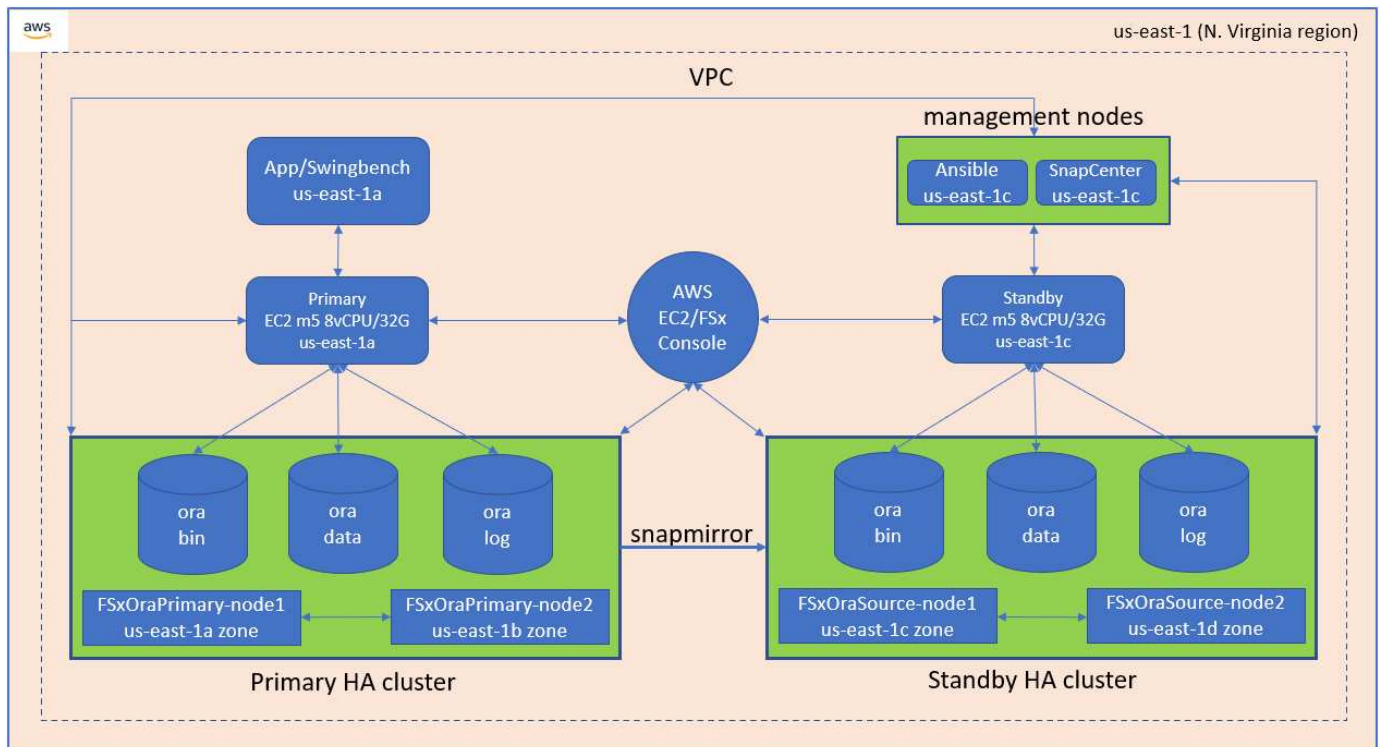 aws
us-east-1 (N. Virginia region)
VPC
management nodes
App/Swingbench
us-east-1a
Ansible
us-east-1c
SnapCenter
us-east-1c
Primary
EC2 m5 8vCPU/32G
us-east-1a
AWS
EC2/FSx
Console
Standby
EC2 m5 8vCPU/32G
us-east-1c
ora
bin
ora
data
ora
log
snapmirror
ora
bin
ora
data
ora
log
FSxOraPrimary-node1
us-east-1a zone
FSxOraPrimary-node2
us-east-1b zone
FSxOraSource-node1
us-east-1c zone
FSxOraSource-node2
us-east-1d zone
Primary HA cluster
Standby HA cluster